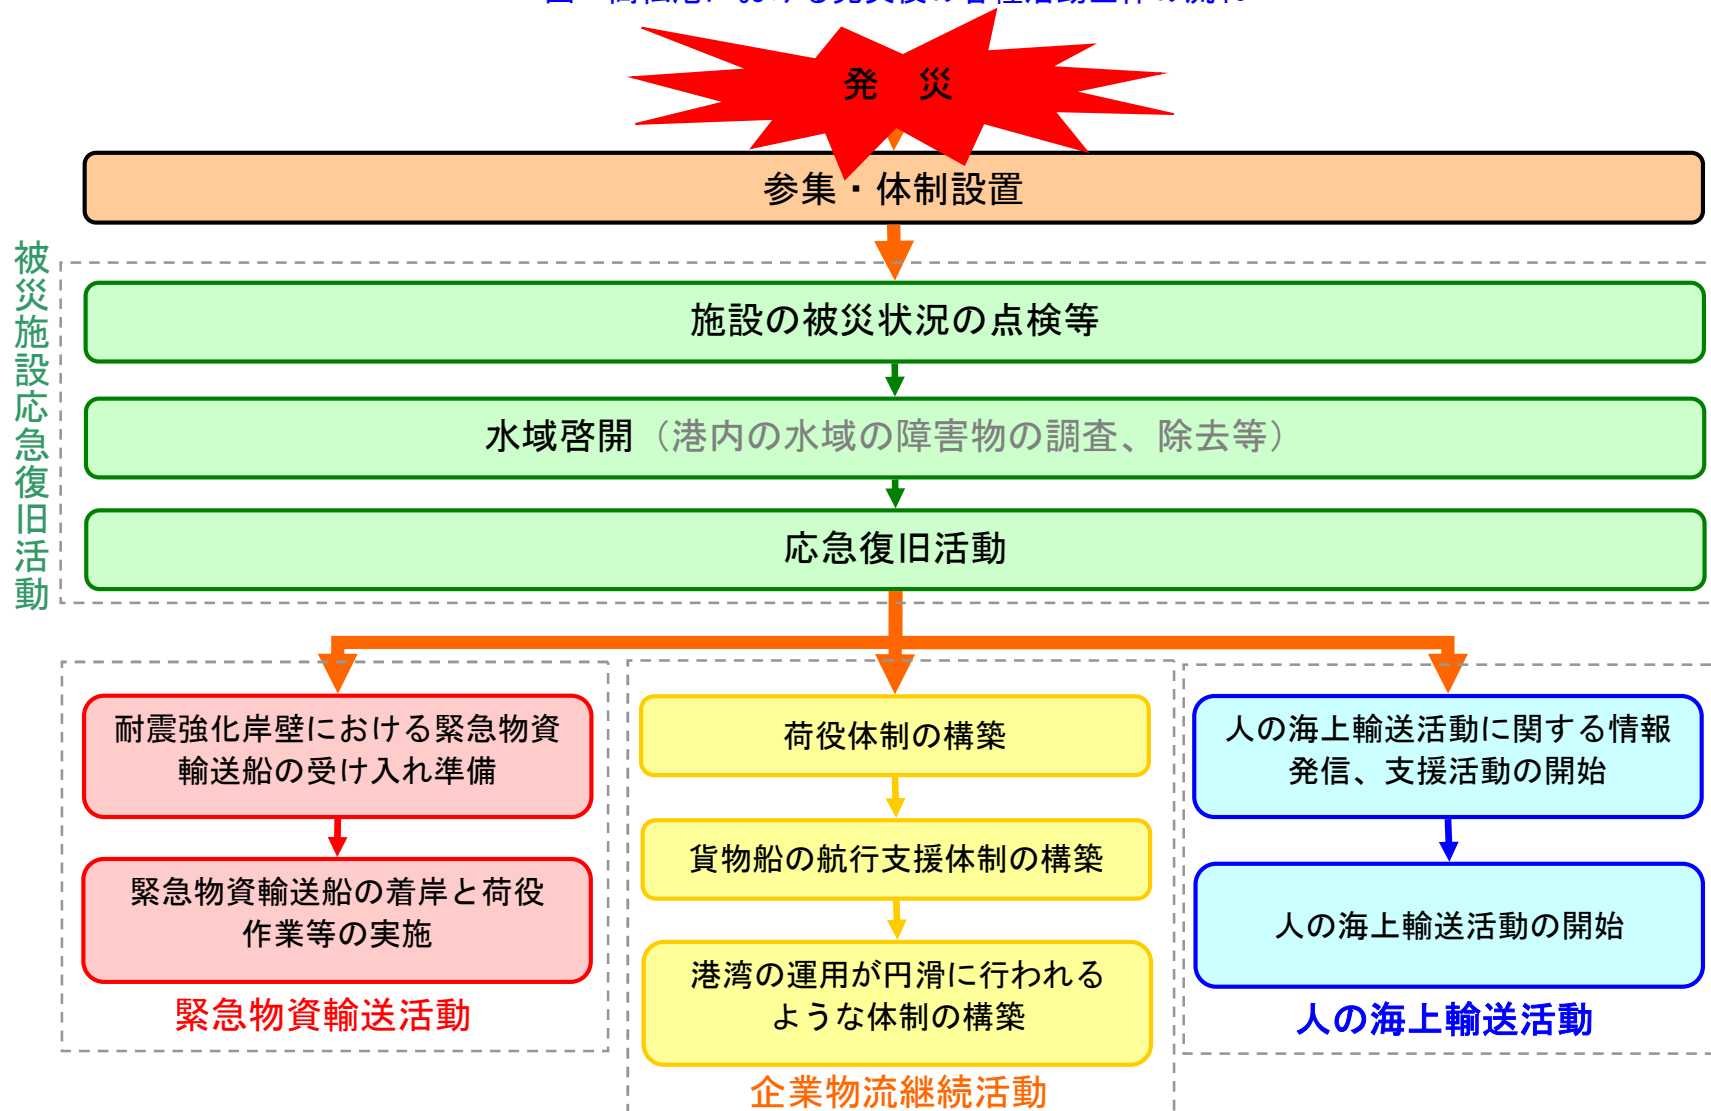 発　災
参集・体制設置
被災施設応急復旧活動
施設の被災状況の点検等
水域啓開（港内の水域の障害物の調査、除去等）
応急復旧活動
耐震強化岸壁における緊急物資
輸送船の受け入れ準備
緊急物資輸送船の着岸と荷役
作業等の実施
緊急物資輸送活動
荷役体制の構築
貨物船の航行支援体制の構築
港湾の運用が円滑に行われる
ような体制の構築
企業物流継続活動
人の海上輸送活動に関する情報
発信、支援活動の開始
人の海上輸送活動の開始
人の海上輸送活動